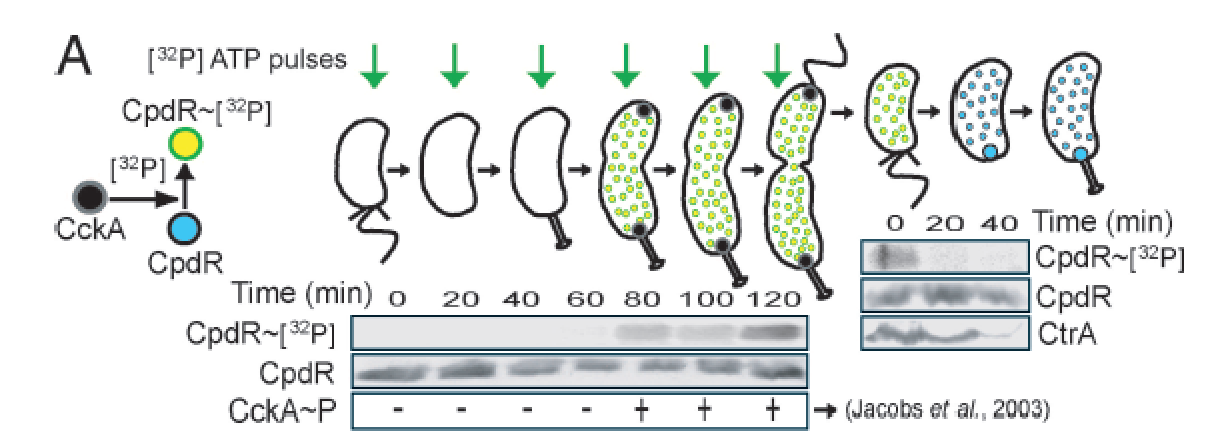 A
[³²P] ATP pulses
CpdR~[³²P]
[³²P]
CckA
CpdR
0 20 40 Time (min)
CpdR~[³²P]
CpdR
CtrA
Time (min) 0 20 40 60 80 100 120
CpdR~[³²P]
CpdR
CckA~P - - - - + + + → (Jacobs et al., 2003)